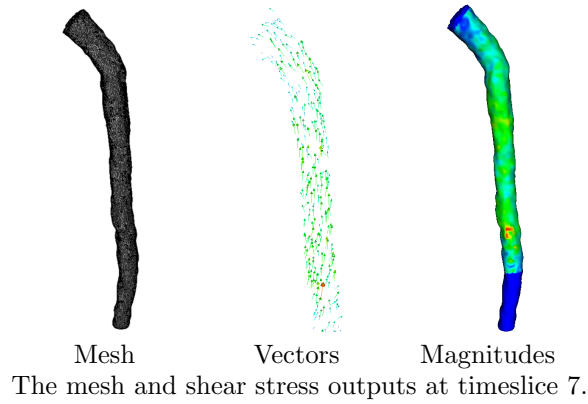 Mesh Vectors Magnitudes
The mesh and shear stress outputs at timeslice 7.